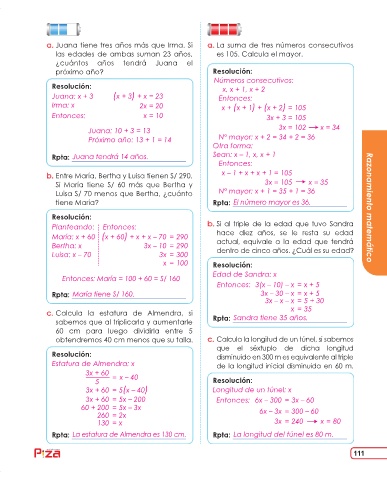 a. Juana tiene tres años más que Irma. Si
las edades de ambas suman 23 años,
¿cuántos años tendrá Juana el
próximo año?
Resolución:
Juana: x + 3 (x + 3) + x = 23
Irma: x 2x = 20
Entonces: x = 10
Juana: 10 + 3 = 13
Próximo año: 13 + 1 = 14
Rpta: Juana tendrá 14 años.
b. Entre María, Bertha y Luisa tienen S/ 290.
Si María tiene S/ 60 más que Bertha y
Luisa S/ 70 menos que Bertha, ¿cuánto
tiene María?
Resolución:
Planteando: Entonces:
María: x + 60 (x + 60) + x + x – 70 = 290
Bertha: x 3x – 10 = 290
Luisa: x – 70 3x = 300
x = 100
Entonces: María = 100 + 60 = S/ 160
Rpta: María tiene S/ 160.
c. Calcula la estatura de Almendra, si
sabemos que al triplicarla y aumentarle
60 cm para luego dividirla entre 5
obtendremos 40 cm menos que su talla.
Resolución:
Estatura de Almendra: x
3x + 60
= x – 40
5
3x + 60 = 5(x – 40)
3x + 60 = 5x – 200
60 + 200 = 5x – 3x
260 = 2x
130 = x
Rpta: La estatura de Almendra es 130 cm.
a. La suma de tres números consecutivos
es 105. Calcula el mayor.
Resolución:
Números consecutivos:
x, x + 1, x + 2
Entonces:
x + (x + 1) + (x + 2) = 105
3x + 3 = 105
3x = 102 → x = 34
Nº mayor: x + 2 = 34 + 2 = 36
Otra forma:
Sean: x – 1, x, x + 1
Entonces:
x – 1 + x + x + 1 = 105
3x = 105 → x = 35
Nº mayor: x + 1 = 35 + 1 = 36
Rpta: El número mayor es 36.
b. Si al triple de la edad que tuvo Sandra
hace diez años, se le resta su edad
actual, equivale a la edad que tendrá
dentro de cinco años. ¿Cuál es su edad?
Resolución:
Edad de Sandra: x
Entonces: 3(x – 10) – x = x + 5
3x – 30 – x = x + 5
3x – x – x = 5 + 30
x = 35
Rpta: Sandra tiene 35 años.
c. Calcula la longitud de un túnel, si sabemos
que el séxtuplo de dicha longitud
disminuido en 300 m es equivalente al triple
de la longitud inicial disminuida en 60 m.
Resolución:
Longitud de un túnel: x
Entonces: 6x – 300 = 3x – 60
6x – 3x = 300 – 60
3x = 240 → x = 80
Rpta: La longitud del túnel es 80 m.
Razonamiento matemático
111